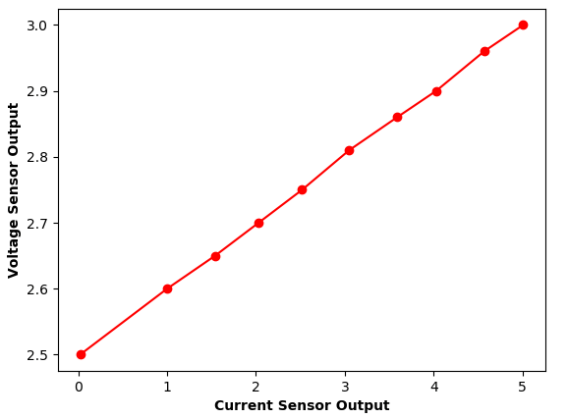 3.0
2.9
2.8
2.7
2.6
2.5
Voltage Sensor Output
0 1 2 3 4 5
Current Sensor Output